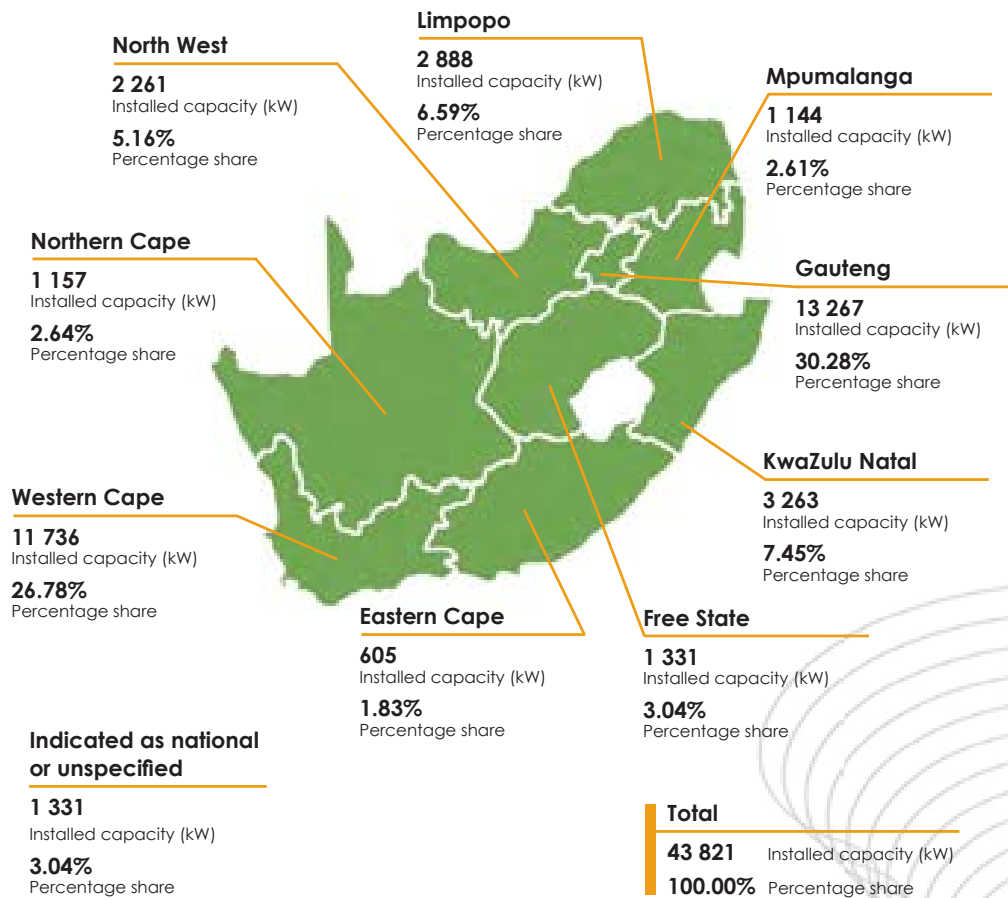 Limpopo
2 888
Installed capacity (kW)
6.59%
Percentage share
North West
2 261
Installed capacity (kW)
5.16%
Percentage share
Mpumalanga
1 144
Installed capacity (kW)
2.61%
Percentage share
Northern Cape
1 157
Installed capacity (kW)
2.64%
Percentage share
Gauteng
13 267
Installed capacity (kW)
30.28%
Percentage share
KwaZulu Natal
3 263
Installed capacity (kW)
7.45%
Percentage share
Western Cape
11 736
Installed capacity (kW)
26.78%
Percentage share
Eastern Cape
605
Installed capacity (kW)
1.83%
Percentage share
Free State
1 331
Installed capacity (kW)
3.04%
Percentage share
Indicated as national
or unspecified
1 331
Installed capacity (kW)
3.04%
Percentage share
Total
43 821 Installed capacity (kW)
100.00% Percentage share